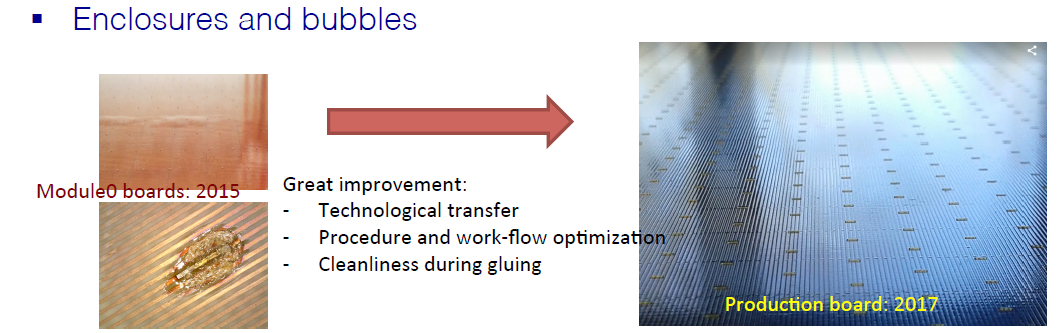 Enclosures and bubbles
Module0 boards: 2015
Great improvement:
- Technological transfer
- Procedure and work-flow optimization
- Cleanliness during gluing
Production board: 2017